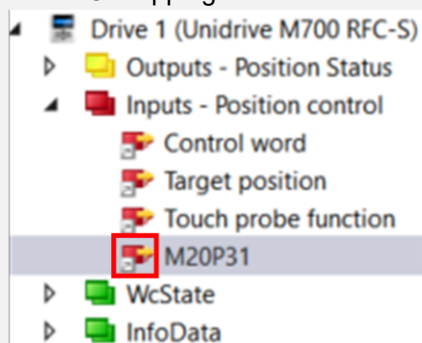 Drive 1 (Unidrive M700 RFC-S)
Outputs - Position Status
Inputs - Position control
Control word
Target position
Touch probe function
M20P31
WcState
InfoData